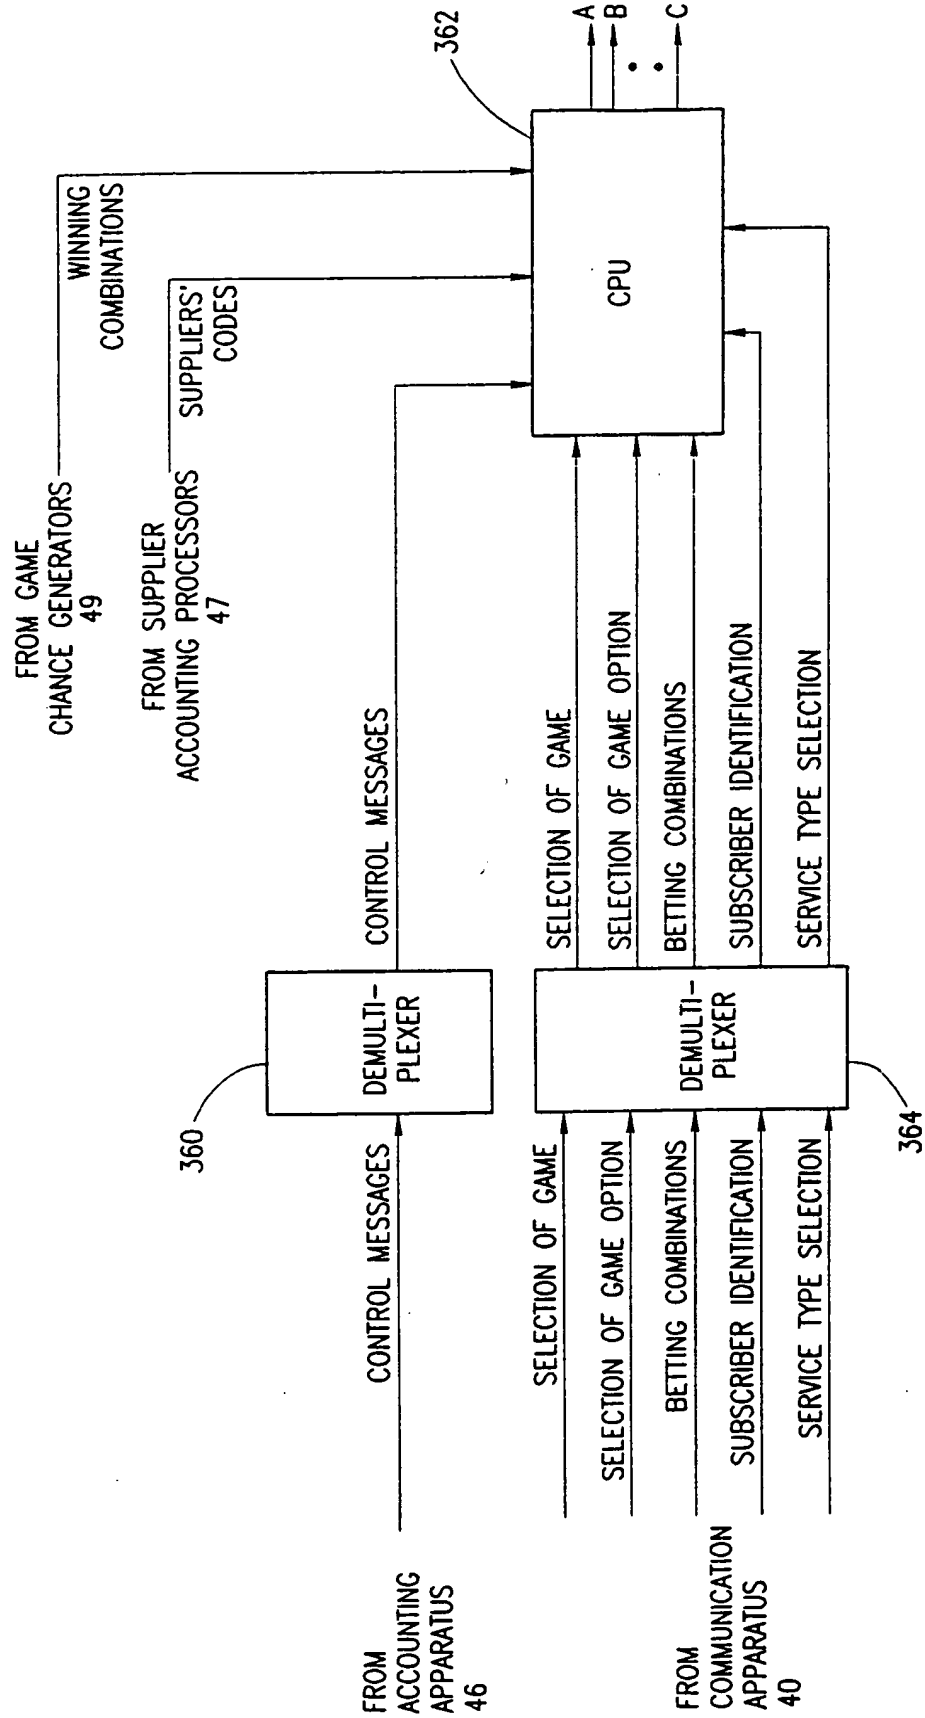 FROM GAME
CHANCE GENERATORS
49
WINNING
COMBINATIONS
FROM SUPPLIER
ACCOUNTING PROCESSORS
47
SUPPLIERS'
CODES
362
360
FROM
ACCOUNTING
APPARATUS
46
CONTROL MESSAGES
DEMULTI-
PLEXER
CONTROL MESSAGES
CPU
A
B
C
FROM
COMMUNICATION
APPARATUS
40
SELECTION OF GAME
SELECTION OF GAME OPTION
BETTING COMBINATIONS
SUBSCRIBER IDENTIFICATION
SERVICE TYPE SELECTION
DEMULTI-
PLEXER
364
SELECTION OF GAME
SELECTION OF GAME OPTION
BETTING COMBINATIONS
SUBSCRIBER IDENTIFICATION
SERVICE TYPE SELECTION